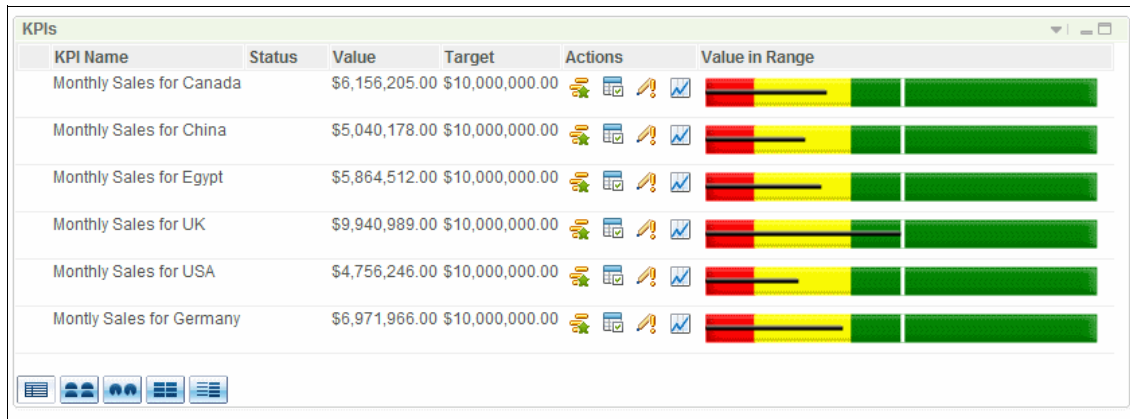 KPIs
KPI Name Status Value Target Actions Value in Range
Monthly Sales for Canada $6,156,205.00 $10,000,000.00
Monthly Sales for China $5,040,178.00 $10,000,000.00
Monthly Sales for Egypt $5,864,512.00 $10,000,000.00
Monthly Sales for UK $9,940,989.00 $10,000,000.00
Monthly Sales for USA $4,756,246.00 $10,000,000.00
Montly Sales for Germany $6,971,966.00 $10,000,000.00